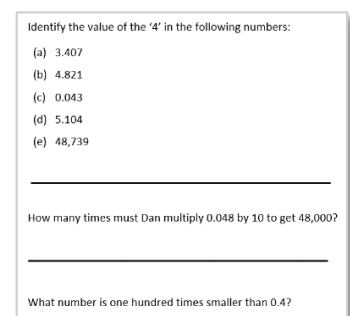 Identify the value of the ‘4’ in the following numbers:
(a) 3.407
(b) 4.821
(c) 0.043
(d) 5.104
(e) 48,739
How many times must Dan multiply 0.048 by 10 to get 48,000?
What number is one hundred times smaller than 0.4?